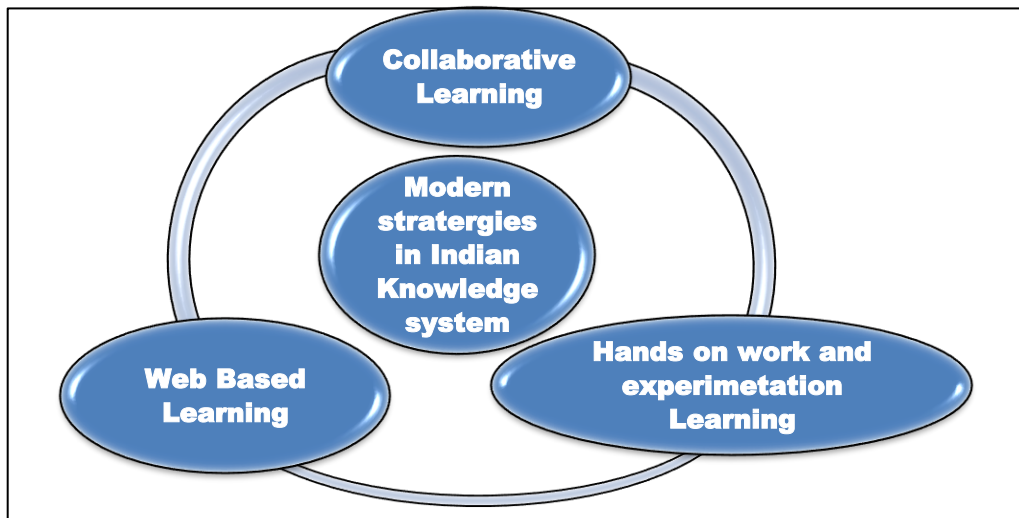 Collaborative
Learning
Modern
stratergies
in Indian
Knowledge
system
Web Based
Learning
Hands on work and
experimetation
Learning